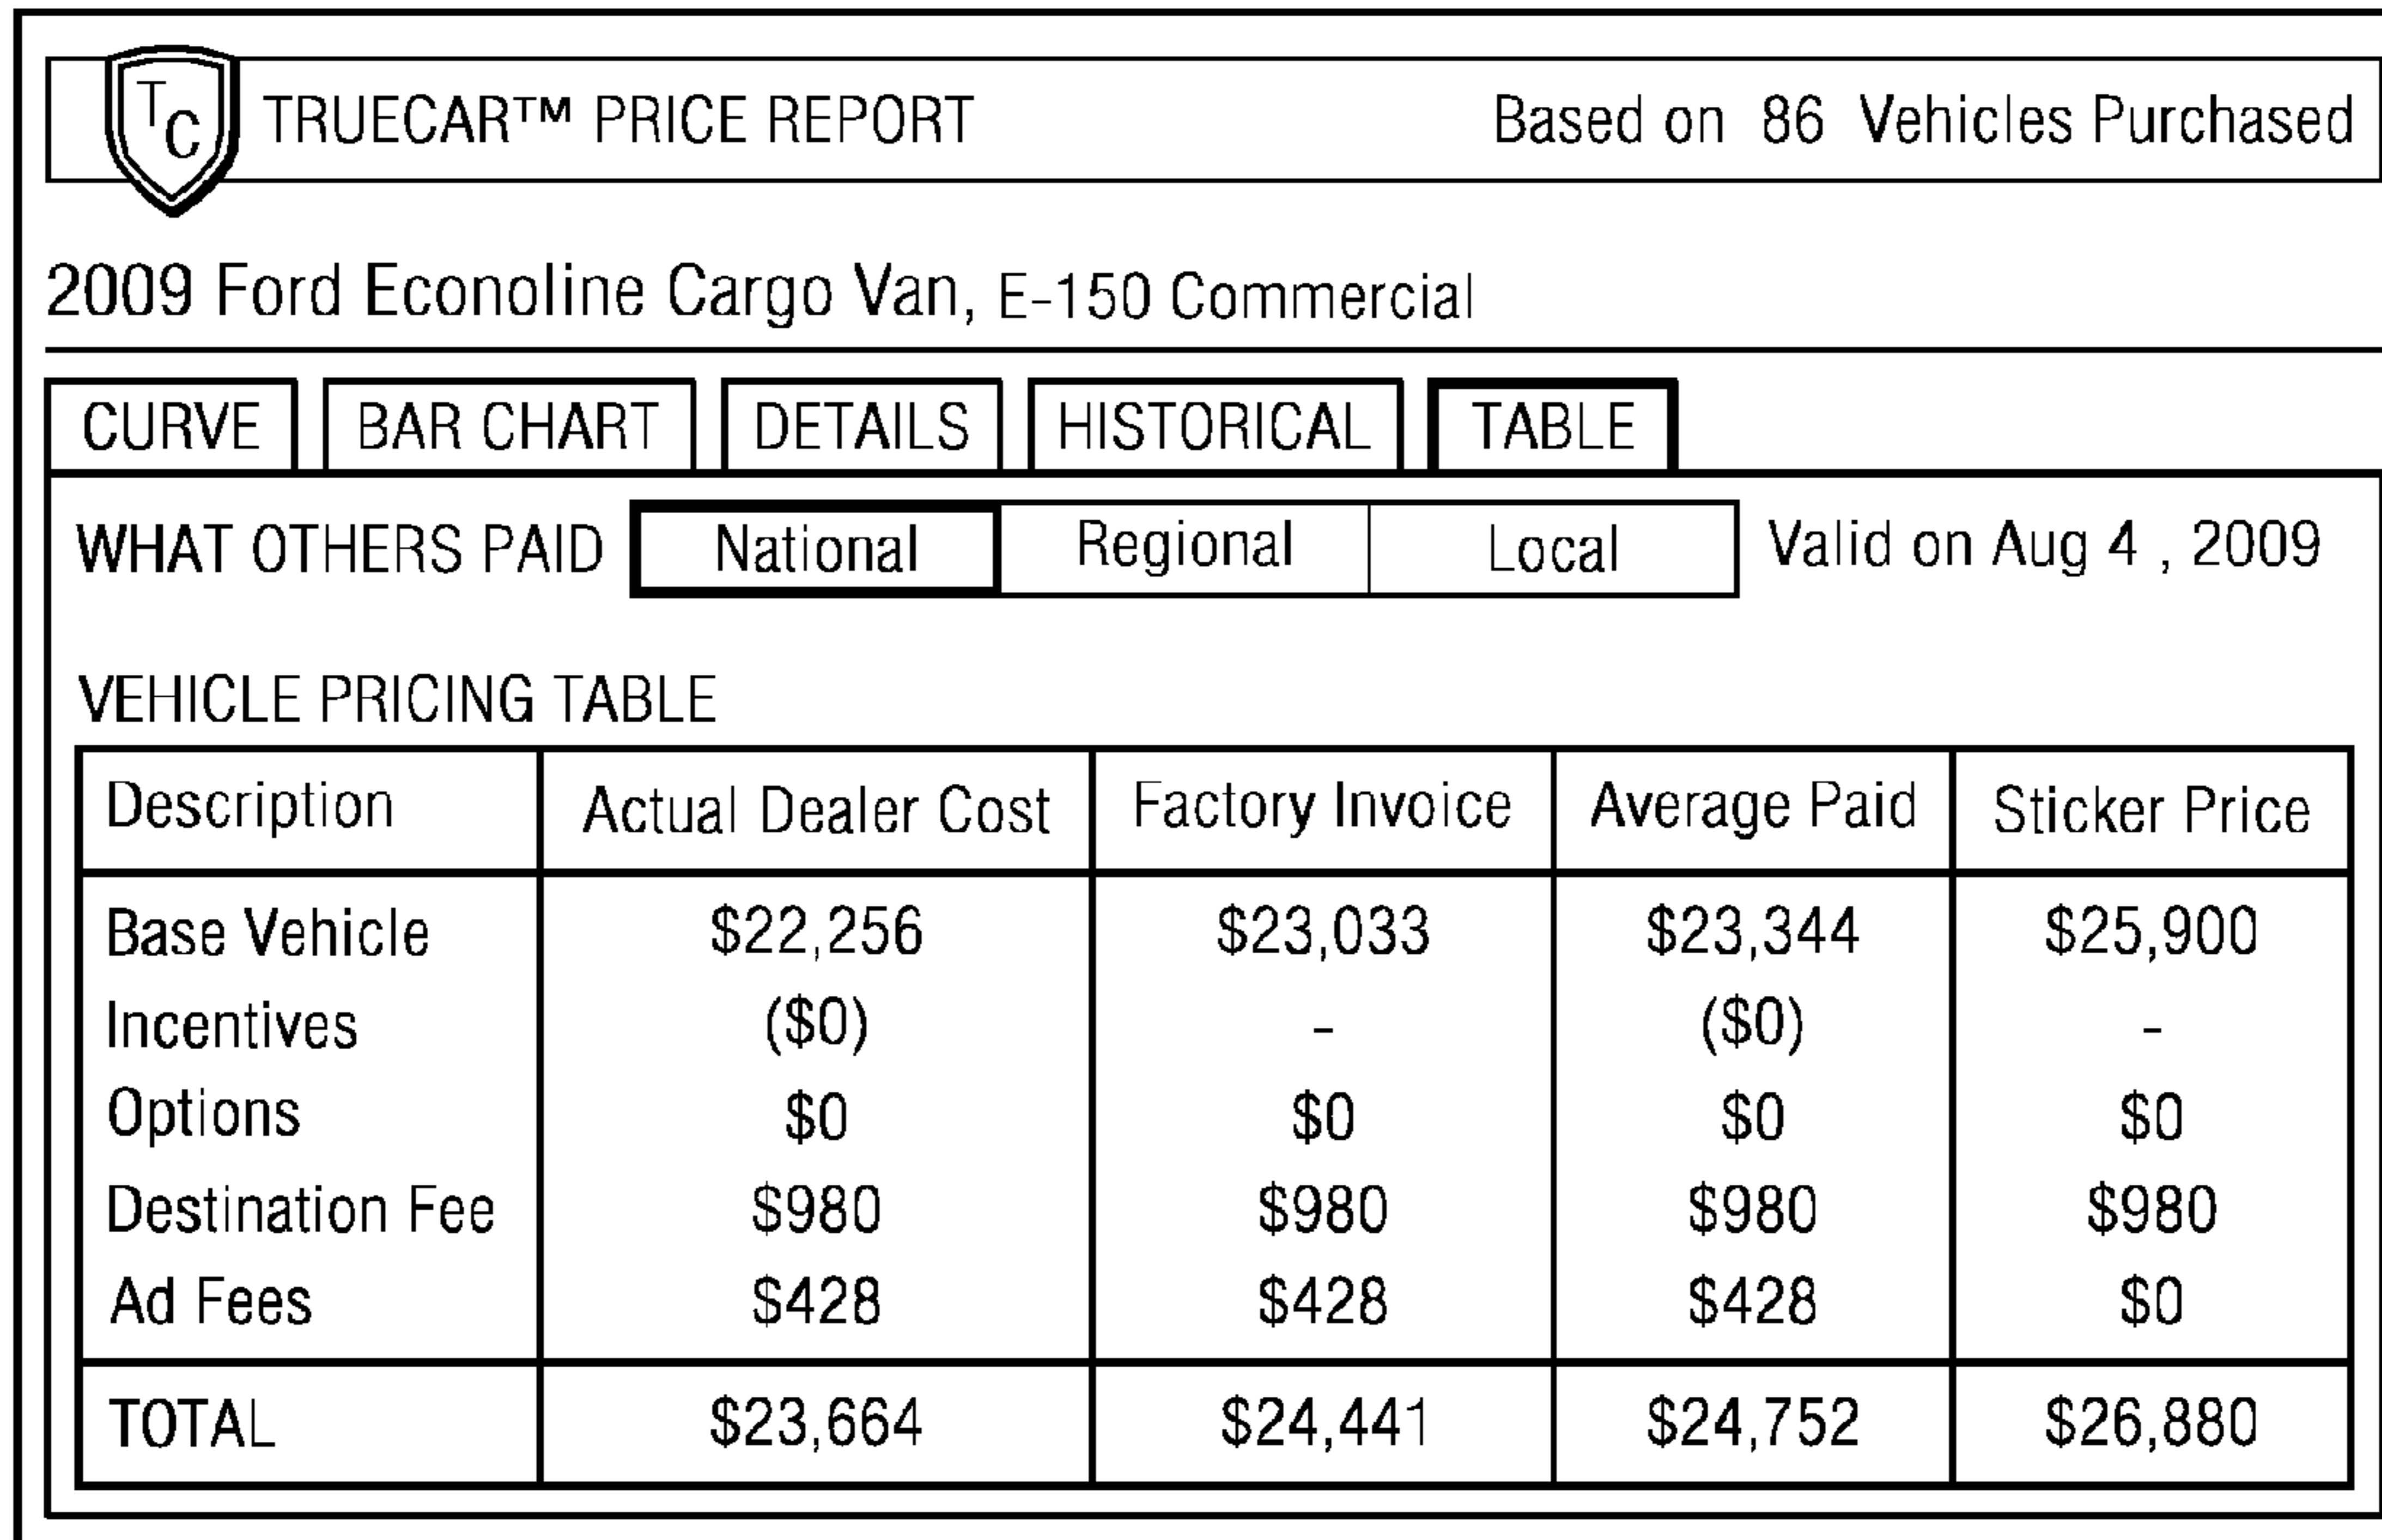 TC TRUECAR™ PRICE REPORT Based on 86 Vehicles Purchased
2009 Ford Econoline Cargo Van, E-150 Commercial
CURVE BAR CHART DETAILS HISTORICAL TABLE
WHAT OTHERS PAID National Regional Local Valid on Aug 4 , 2009
VEHICLE PRICING TABLE
Description Actual Dealer Cost Factory Invoice Average Paid Sticker Price
Base Vehicle $22,256 $23,033 $23,344 $25,900
Incentives ($0) - ($0) -
Options $0 $0 $0 $0
Destination Fee $980 $980 $980 $980
Ad Fees $428 $428 $428 $0
TOTAL $23,664 $24,441 $24,752 $26,880